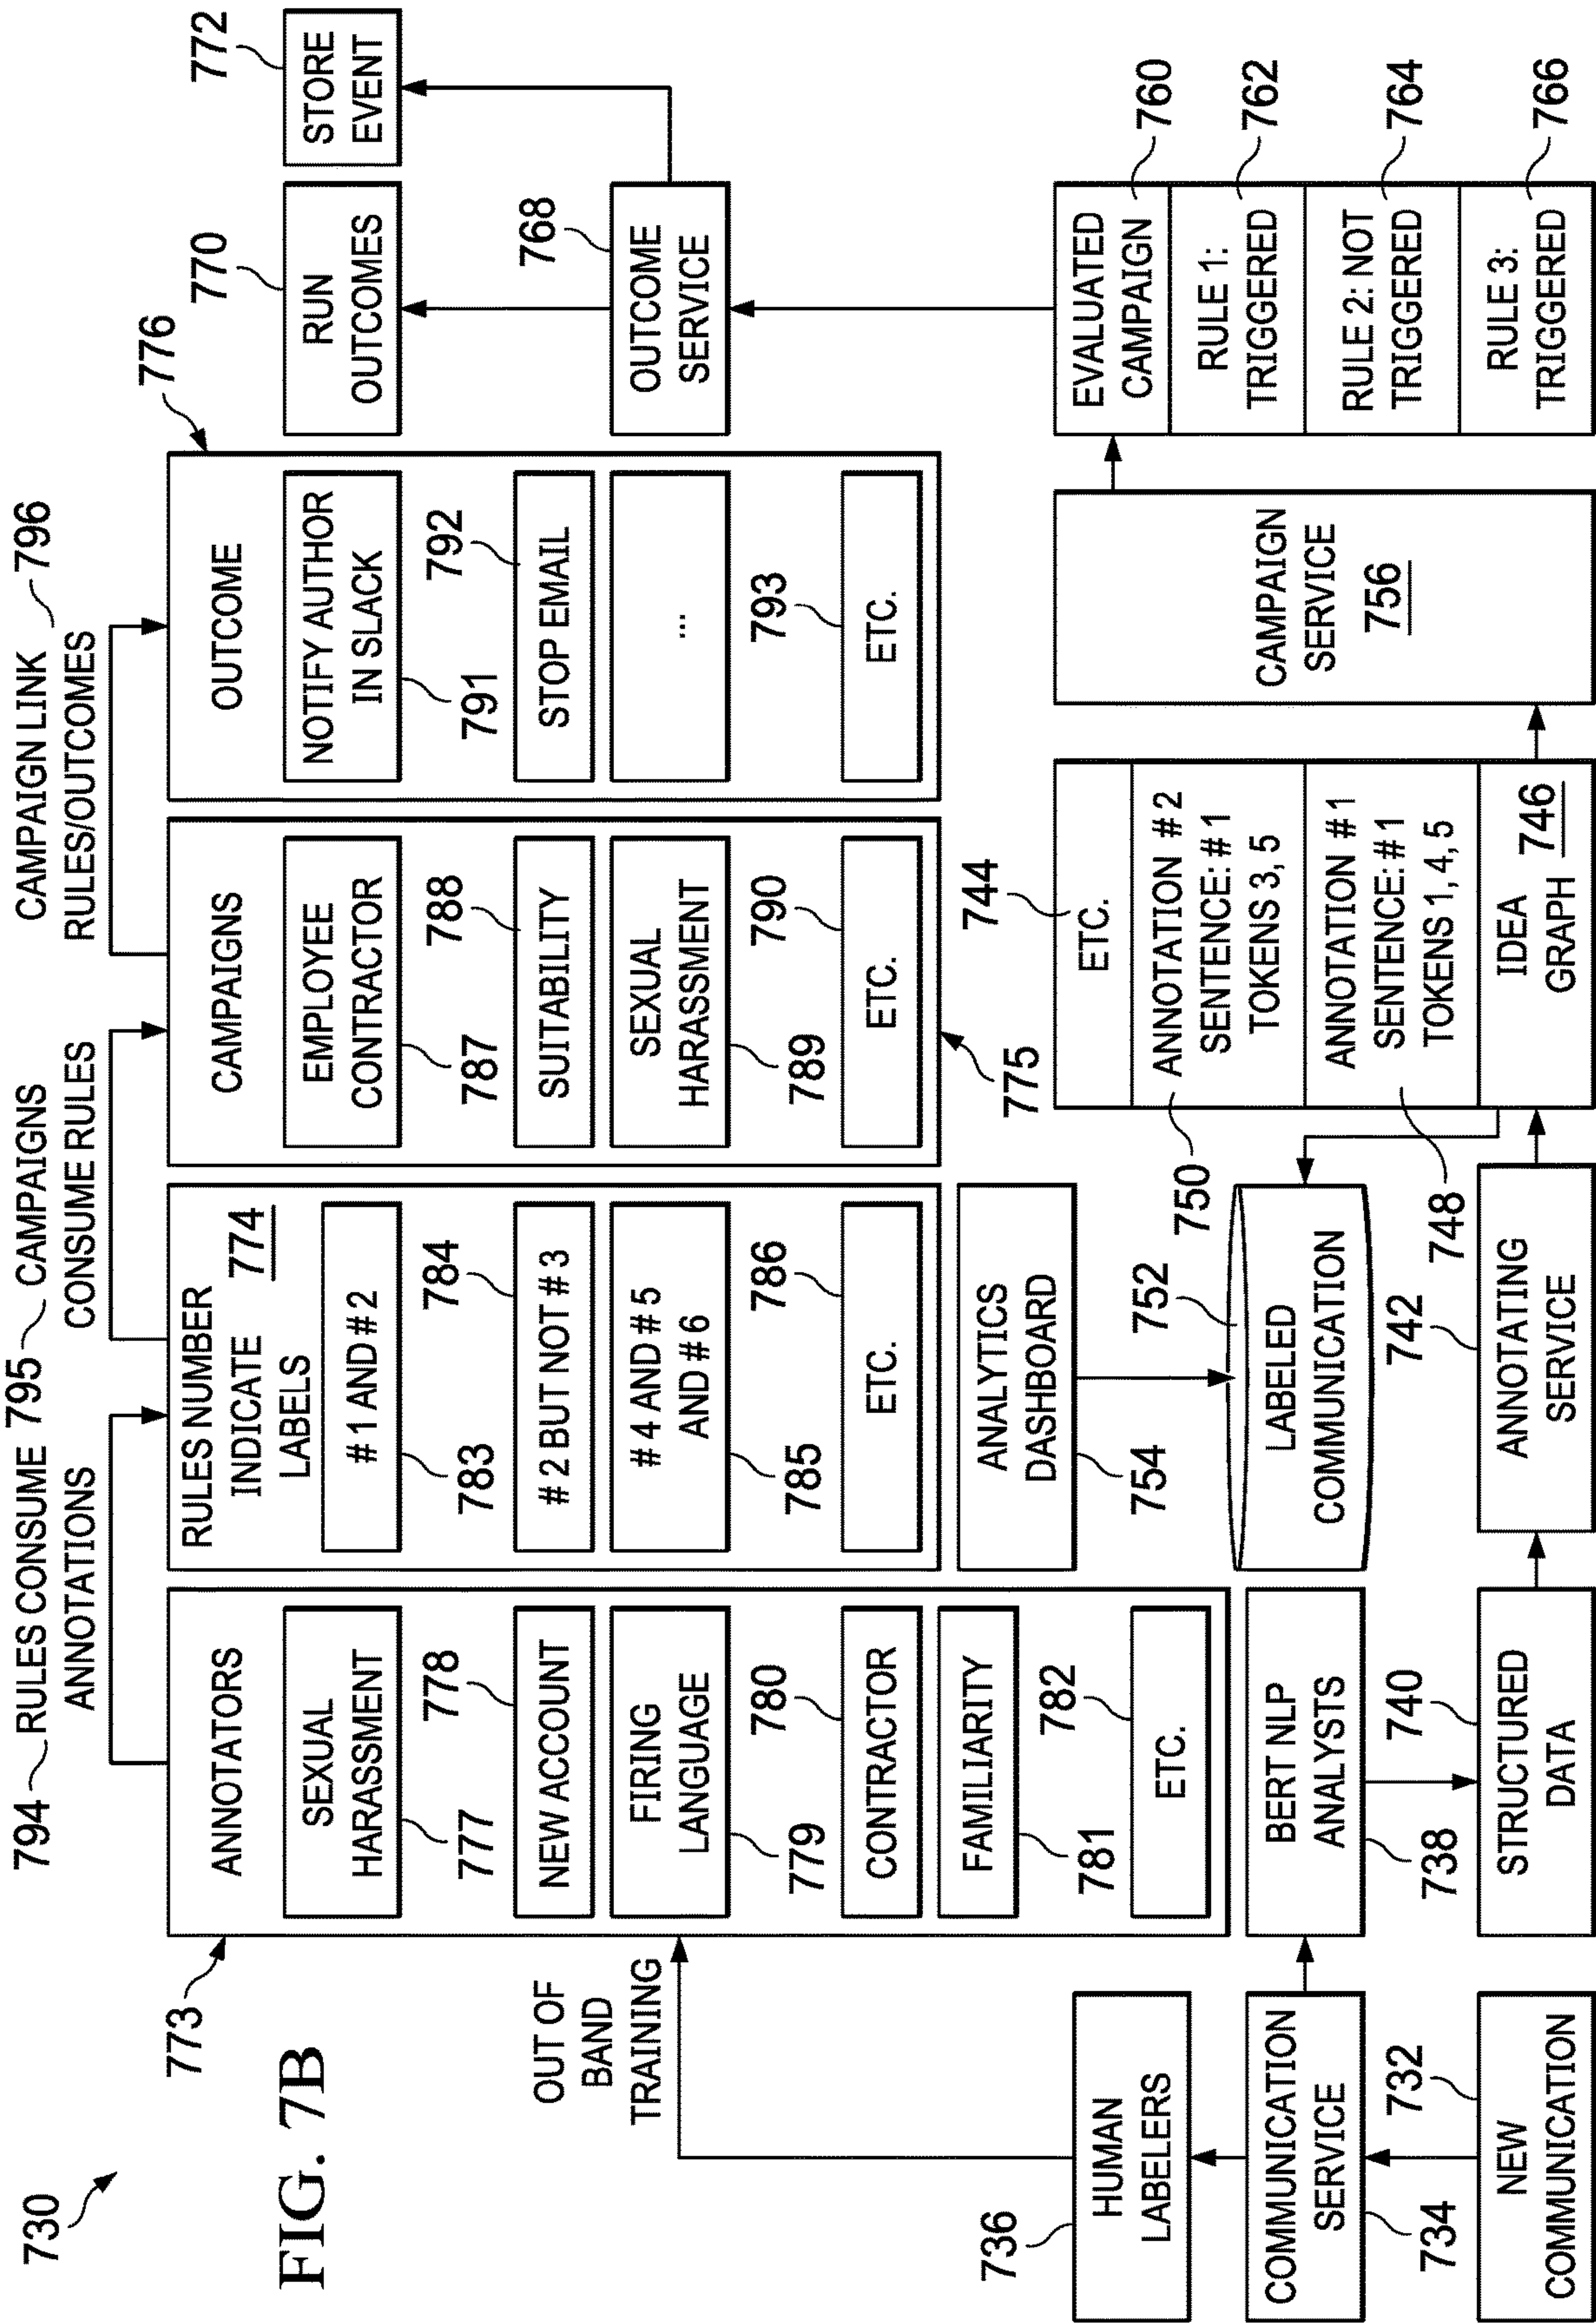 730
FIG. 7B
794
RULES CONSUME
ANNOTATIONS
795
CAMPAIGNS
CONSUME RULES
CAMPAIGN LINK
RULES/OUTCOMES
796
773
ANNOTATORS
SEXUAL
HARASSMENT
777
778
NEW ACCOUNT
FIRING
LANGUAGE
779
780
CONTRACTOR
FAMILIARITY
781
782
ETC.
RULES NUMBER
INDICATE
LABELS
774
# 1 AND # 2
783
784
# 2 BUT NOT # 3
# 4 AND # 5
AND # 6
785
786
ETC.
CAMPAIGNS
EMPLOYEE
CONTRACTOR
787
788
SUITABILITY
SEXUAL
HARASSMENT
789
790
ETC.
775
776
OUTCOME
NOTIFY AUTHOR
IN SLACK
791
792
STOP EMAIL
...
793
ETC.
770
RUN
OUTCOMES
772
STORE
EVENT
768
OUTCOME
SERVICE
OUT OF
BAND
TRAINING
736
HUMAN
LABELERS
COMMUNICATION
SERVICE
734
732
NEW
COMMUNICATION
BERT NLP
ANALYSTS
738
740
STRUCTURED
DATA
ANALYTICS
DASHBOARD
754
752
LABELED
COMMUNICATION
742
ANNOTATING
SERVICE
744
ETC.
ANNOTATION # 2
SENTENCE: # 1
TOKENS 3, 5
750
ANNOTATION # 1
SENTENCE: # 1
TOKENS 1, 4, 5
748
IDEA
GRAPH
746
CAMPAIGN
SERVICE
756
EVALUATED
CAMPAIGN
760
RULE 1:
TRIGGERED
762
RULE 2: NOT
TRIGGERED
764
RULE 3:
TRIGGERED
766